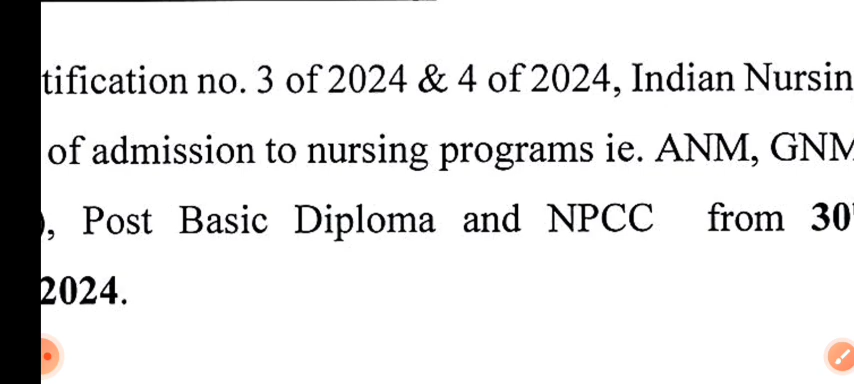 tification no. 3 of 2024 & 4 of 2024, Indian Nursin
of admission to nursing programs ie. ANM, GNM
), Post Basic Diploma and NPCC from 30
2024.